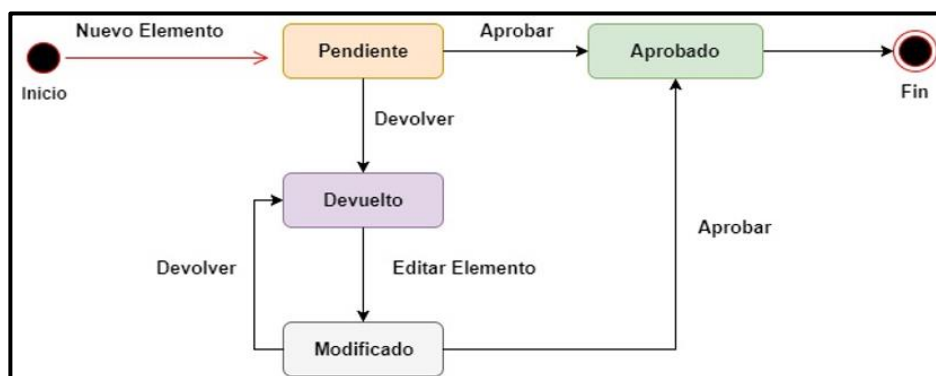 Nuevo Elemento
Inicio
Pendiente
Aprobar
Aprobado
Fin
Devolver
Devuelto
Devolver
Editar Elemento
Aprobar
Modificado